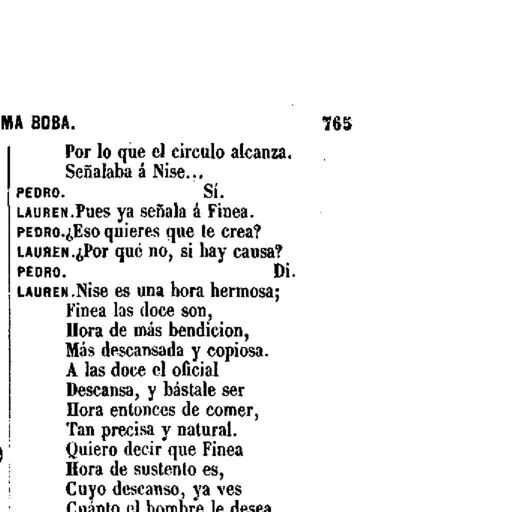 MA BOBA. 765
Por lo que el círculo alcanza.
Señalaba á Nise...
PEDRO. Sí.
LAUREN. Pues ya señala á Finea.
PEDRO. ¿Eso quieres que te crea?
LAUREN. ¿Por qué no, si hay causa?
PEDRO. Di.
LAUREN. Nise es una hora hermosa;
Finea las doce son,
Hora de más bendicion,
Más descansada y copiosa.
A las doce el oficial
Descansa, y bástale ser
Hora entonces de comer,
Tan precisa y natural.
Quiero decir que Finea
Hora de sustento es,
Cuyo descanso, ya ves
Cuánto el hombre le desea